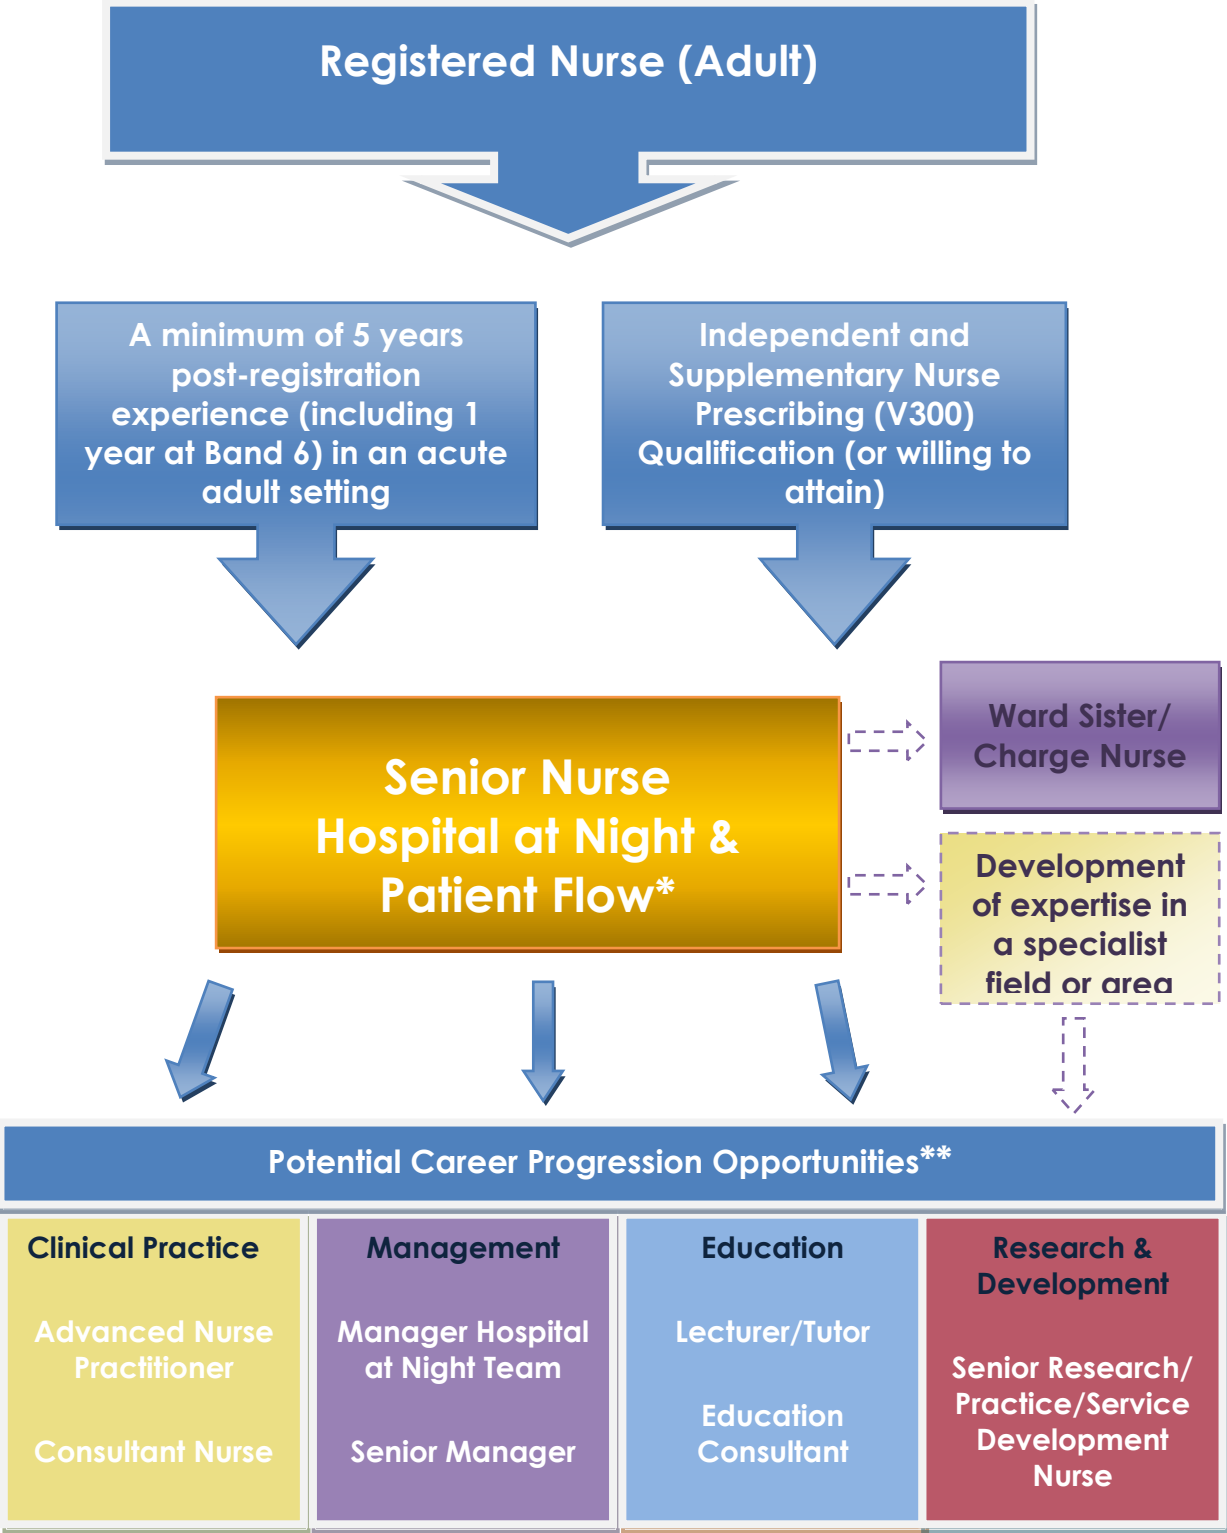 Registered Nurse (Adult)
A minimum of 5 years
post-registration
experience (including 1
year at Band 6) in an acute
adult setting
Independent and
Supplementary Nurse
Prescribing (V300)
Qualification (or willing to
attain)
Senior Nurse
Hospital at Night &
Patient Flow*
Ward Sister/
Charge Nurse
Development
of expertise in
a specialist
field or area
Potential Career Progression Opportunities**
Clinical Practice
Advanced Nurse
Practitioner
Consultant Nurse
Management
Manager Hospital
at Night Team
Senior Manager
Education
Lecturer/Tutor
Education
Consultant
Research &
Development
Senior Research/
Practice/Service
Development
Nurse